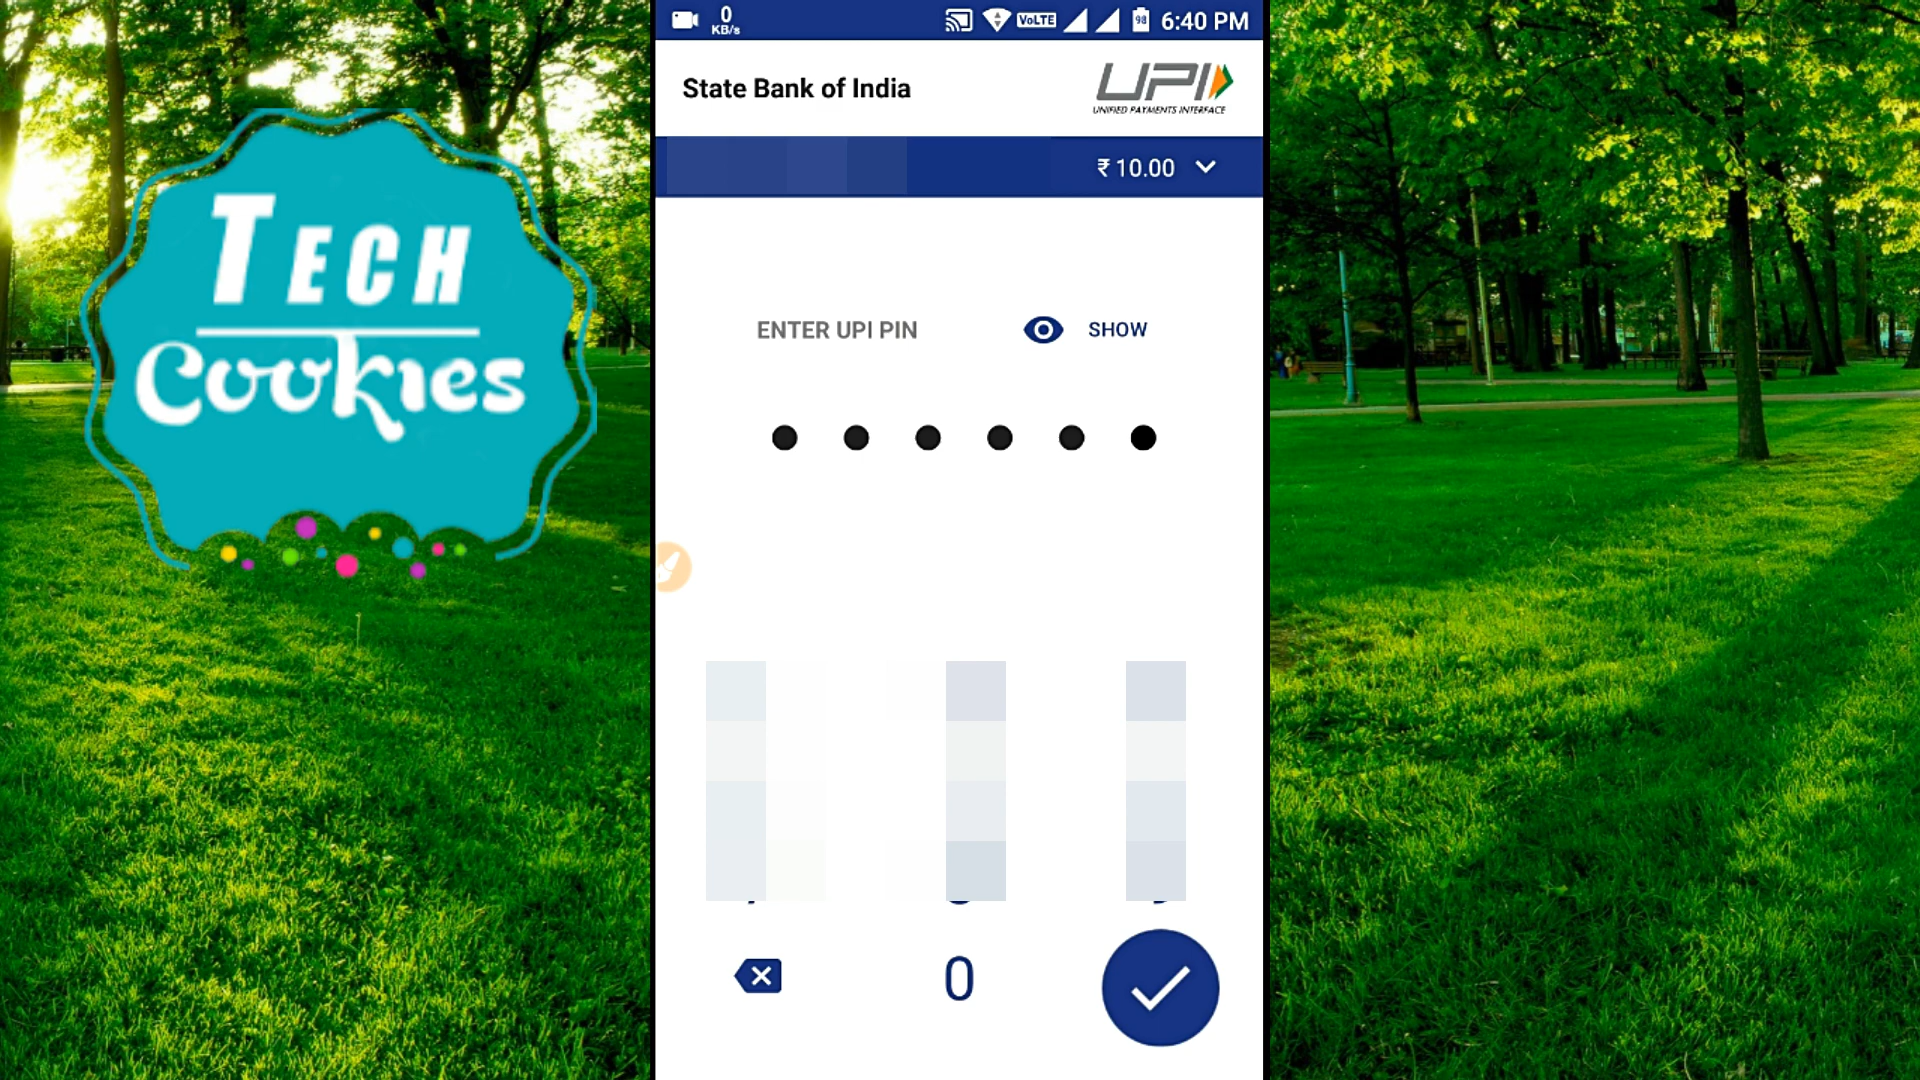 TECH
Cookies
0
KB/s
VoLTE
98
6:40 PM
State Bank of India
UPI
UNIFIED PAYMENTS INTERFACE
₹ 10.00
ENTER UPI PIN
SHOW
0